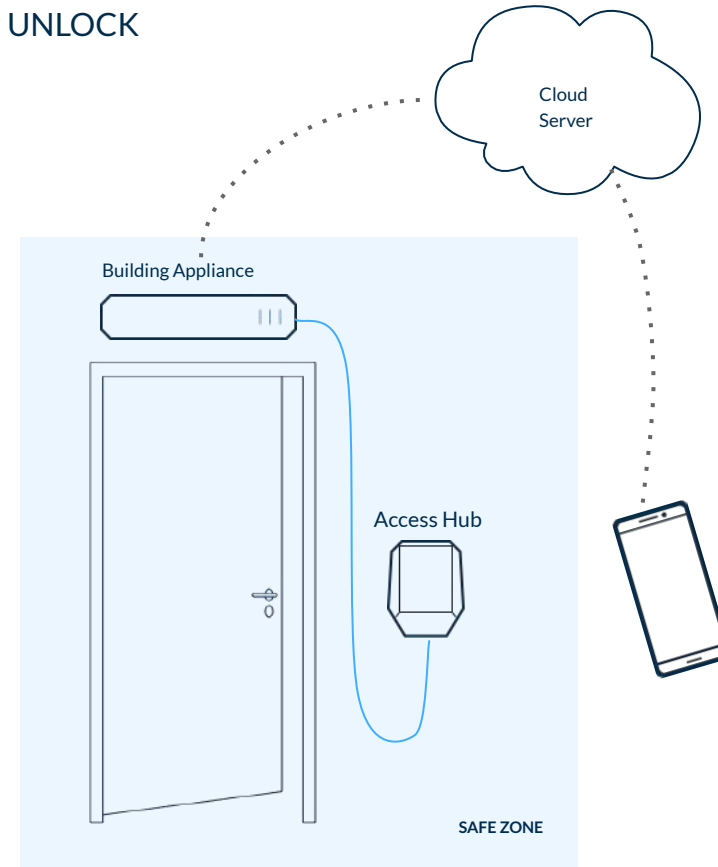 UNLOCK
Cloud
Server
Building Appliance
Access Hub
SAFE ZONE